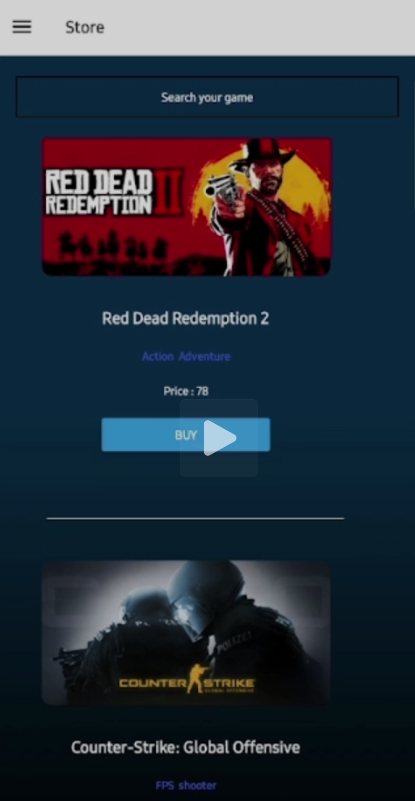 Store
Search your game
RED DEAD
REDEMPTION II
Red Dead Redemption 2
Action Adventure
Price : 78
BUY
POLIZEI
COUNTER STRIKE
GLOBAL OFFENSIVE
Counter-Strike: Global Offensive
FPS shooter